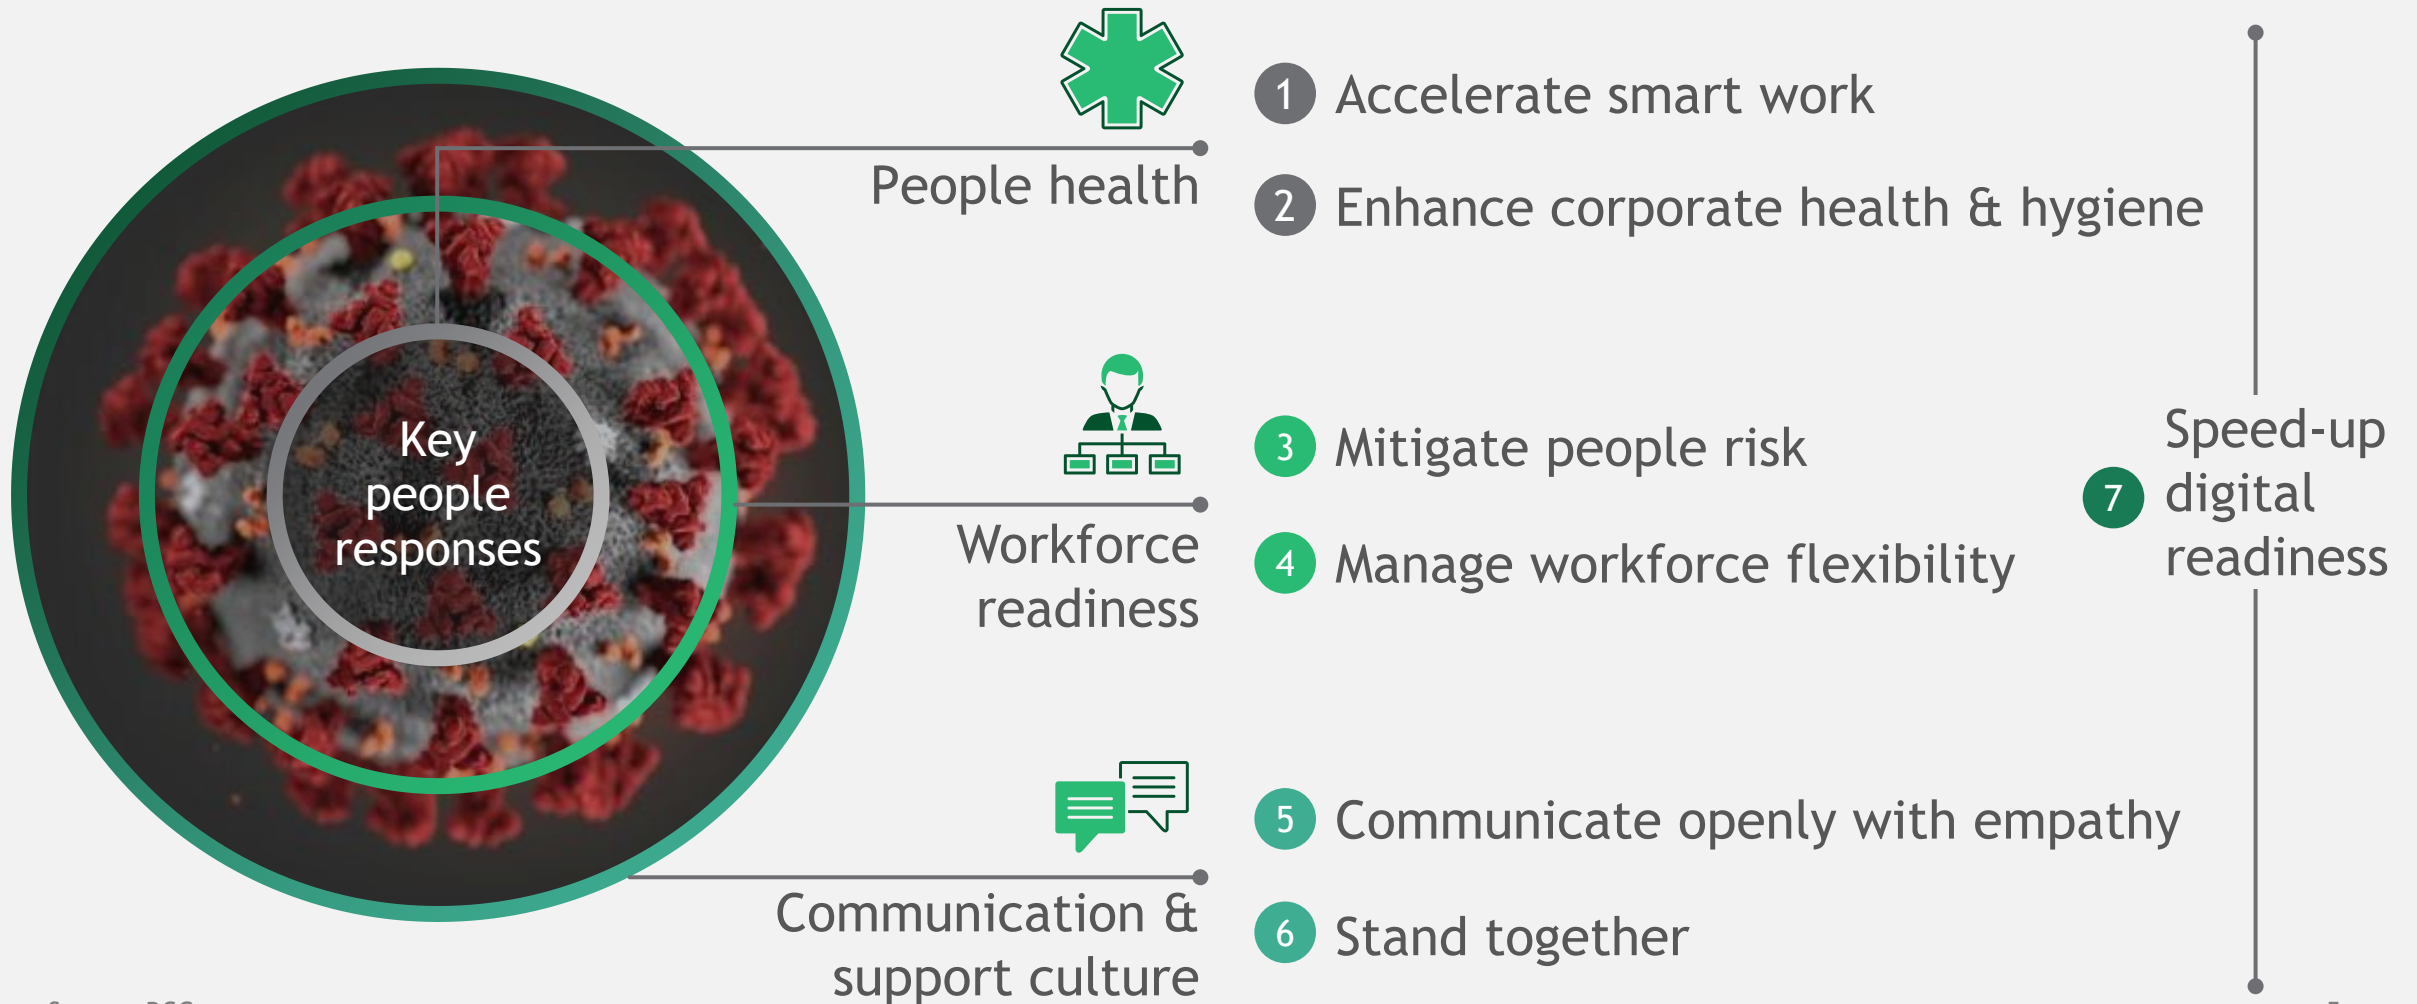 Key
people
responses
People health
1 Accelerate smart work
2 Enhance corporate health & hygiene
Workforce
readiness
3 Mitigate people risk
4 Manage workforce flexibility
Communication &
support culture
5 Communicate openly with empathy
6 Stand together
7 Speed-up
digital
readiness